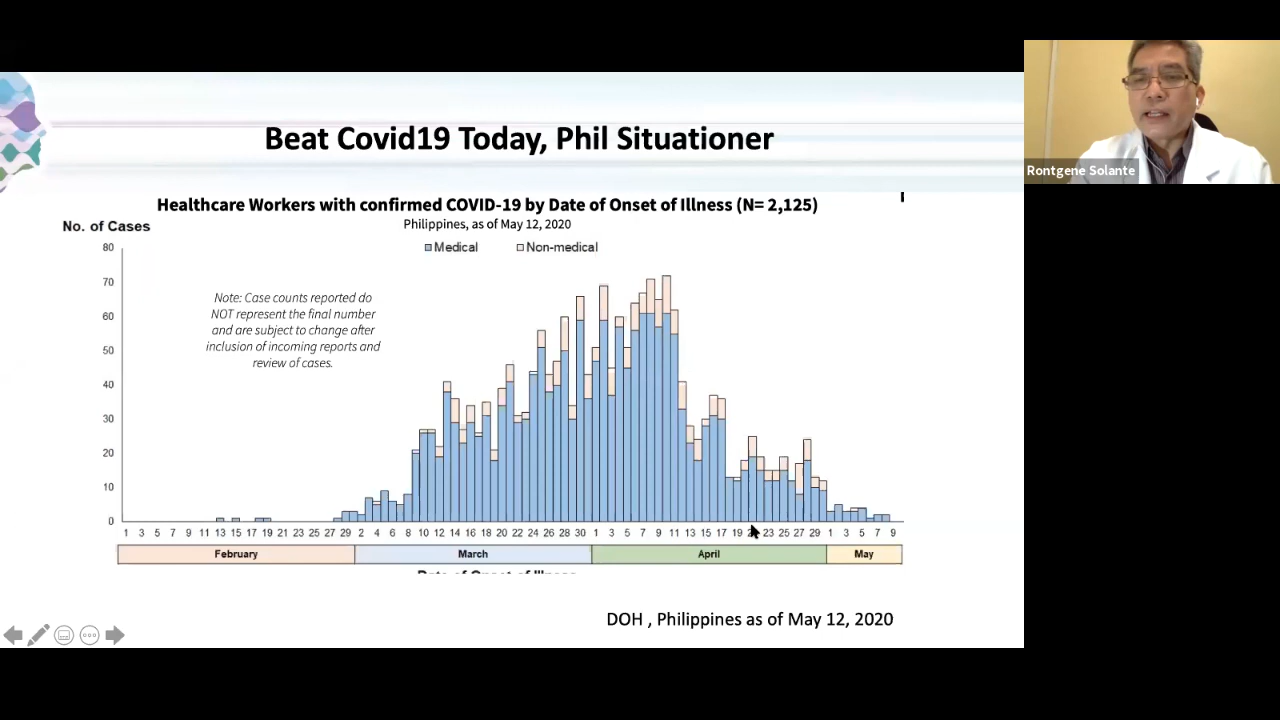 Beat Covid19 Today, Phil Situationer
Rontgene Solante
Healthcare Workers with confirmed COVID-19 by Date of Onset of Illness (N= 2,125)
No. of Cases
Philippines, as of May 12, 2020
Medical Non-medical
80
70
60
50
40
30
20
10
0
Note: Case counts reported do
NOT represent the final number
and are subject to change after
inclusion of incoming reports and
review of cases.
1 3 5 7 9 11 13 15 17 19 21 23 25 27 29 2 4 6 8 10 12 14 16 18 20 22 24 26 28 30 1 3 5 7 9 11 13 15 17 19 23 25 27 29 1 3 5 7 9
February March April May
Date of Onset of Illness
DOH , Philippines as of May 12, 2020